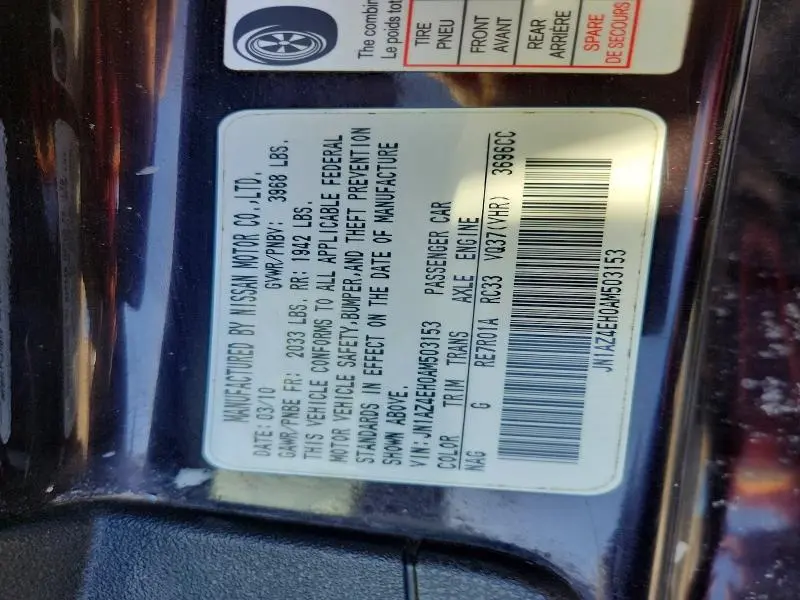 The combin
Le poids tot
TIRE
PNEU
FRONT
AVANT
REAR
ARRIÈRE
SPARE
DE SECOURS
MANUFACTURED BY NISSAN MOTOR CO.,LTD.
DATE: 03/10 GVWR/PNBV: 3968 LBS.
GAWR/PNBE FR: 2033 LBS. RR: 1942 LBS.
THIS VEHICLE CONFORMS TO ALL APPLICABLE FEDERAL
MOTOR VEHICLE SAFETY,BUMPER,AND THEFT PREVENTION
STANDARDS IN EFFECT ON THE DATE OF MANUFACTURE
SHOWN ABOVE.
VIN:JN1AZ4EH0AM503153 PASSENGER CAR
COLOR TRIM TRANS AXLE ENGINE
NAG G RE7R01A RC33 VQ37(VHR) 3696CC
JN1AZ4EH0AM503153